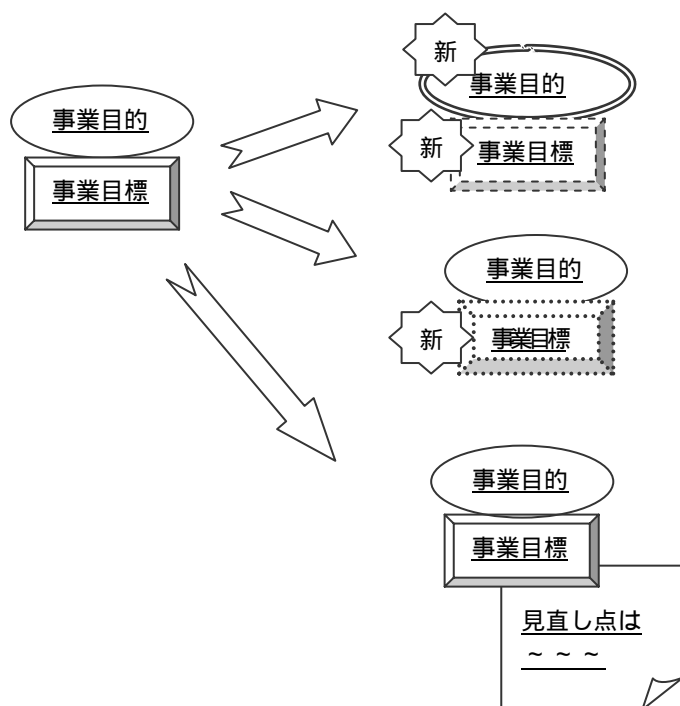 新
事業目的
新
事業目標
事業目的
事業目標
事業目的
新
事業目標
事業目的
事業目標
見直し点は
～ ～ ～